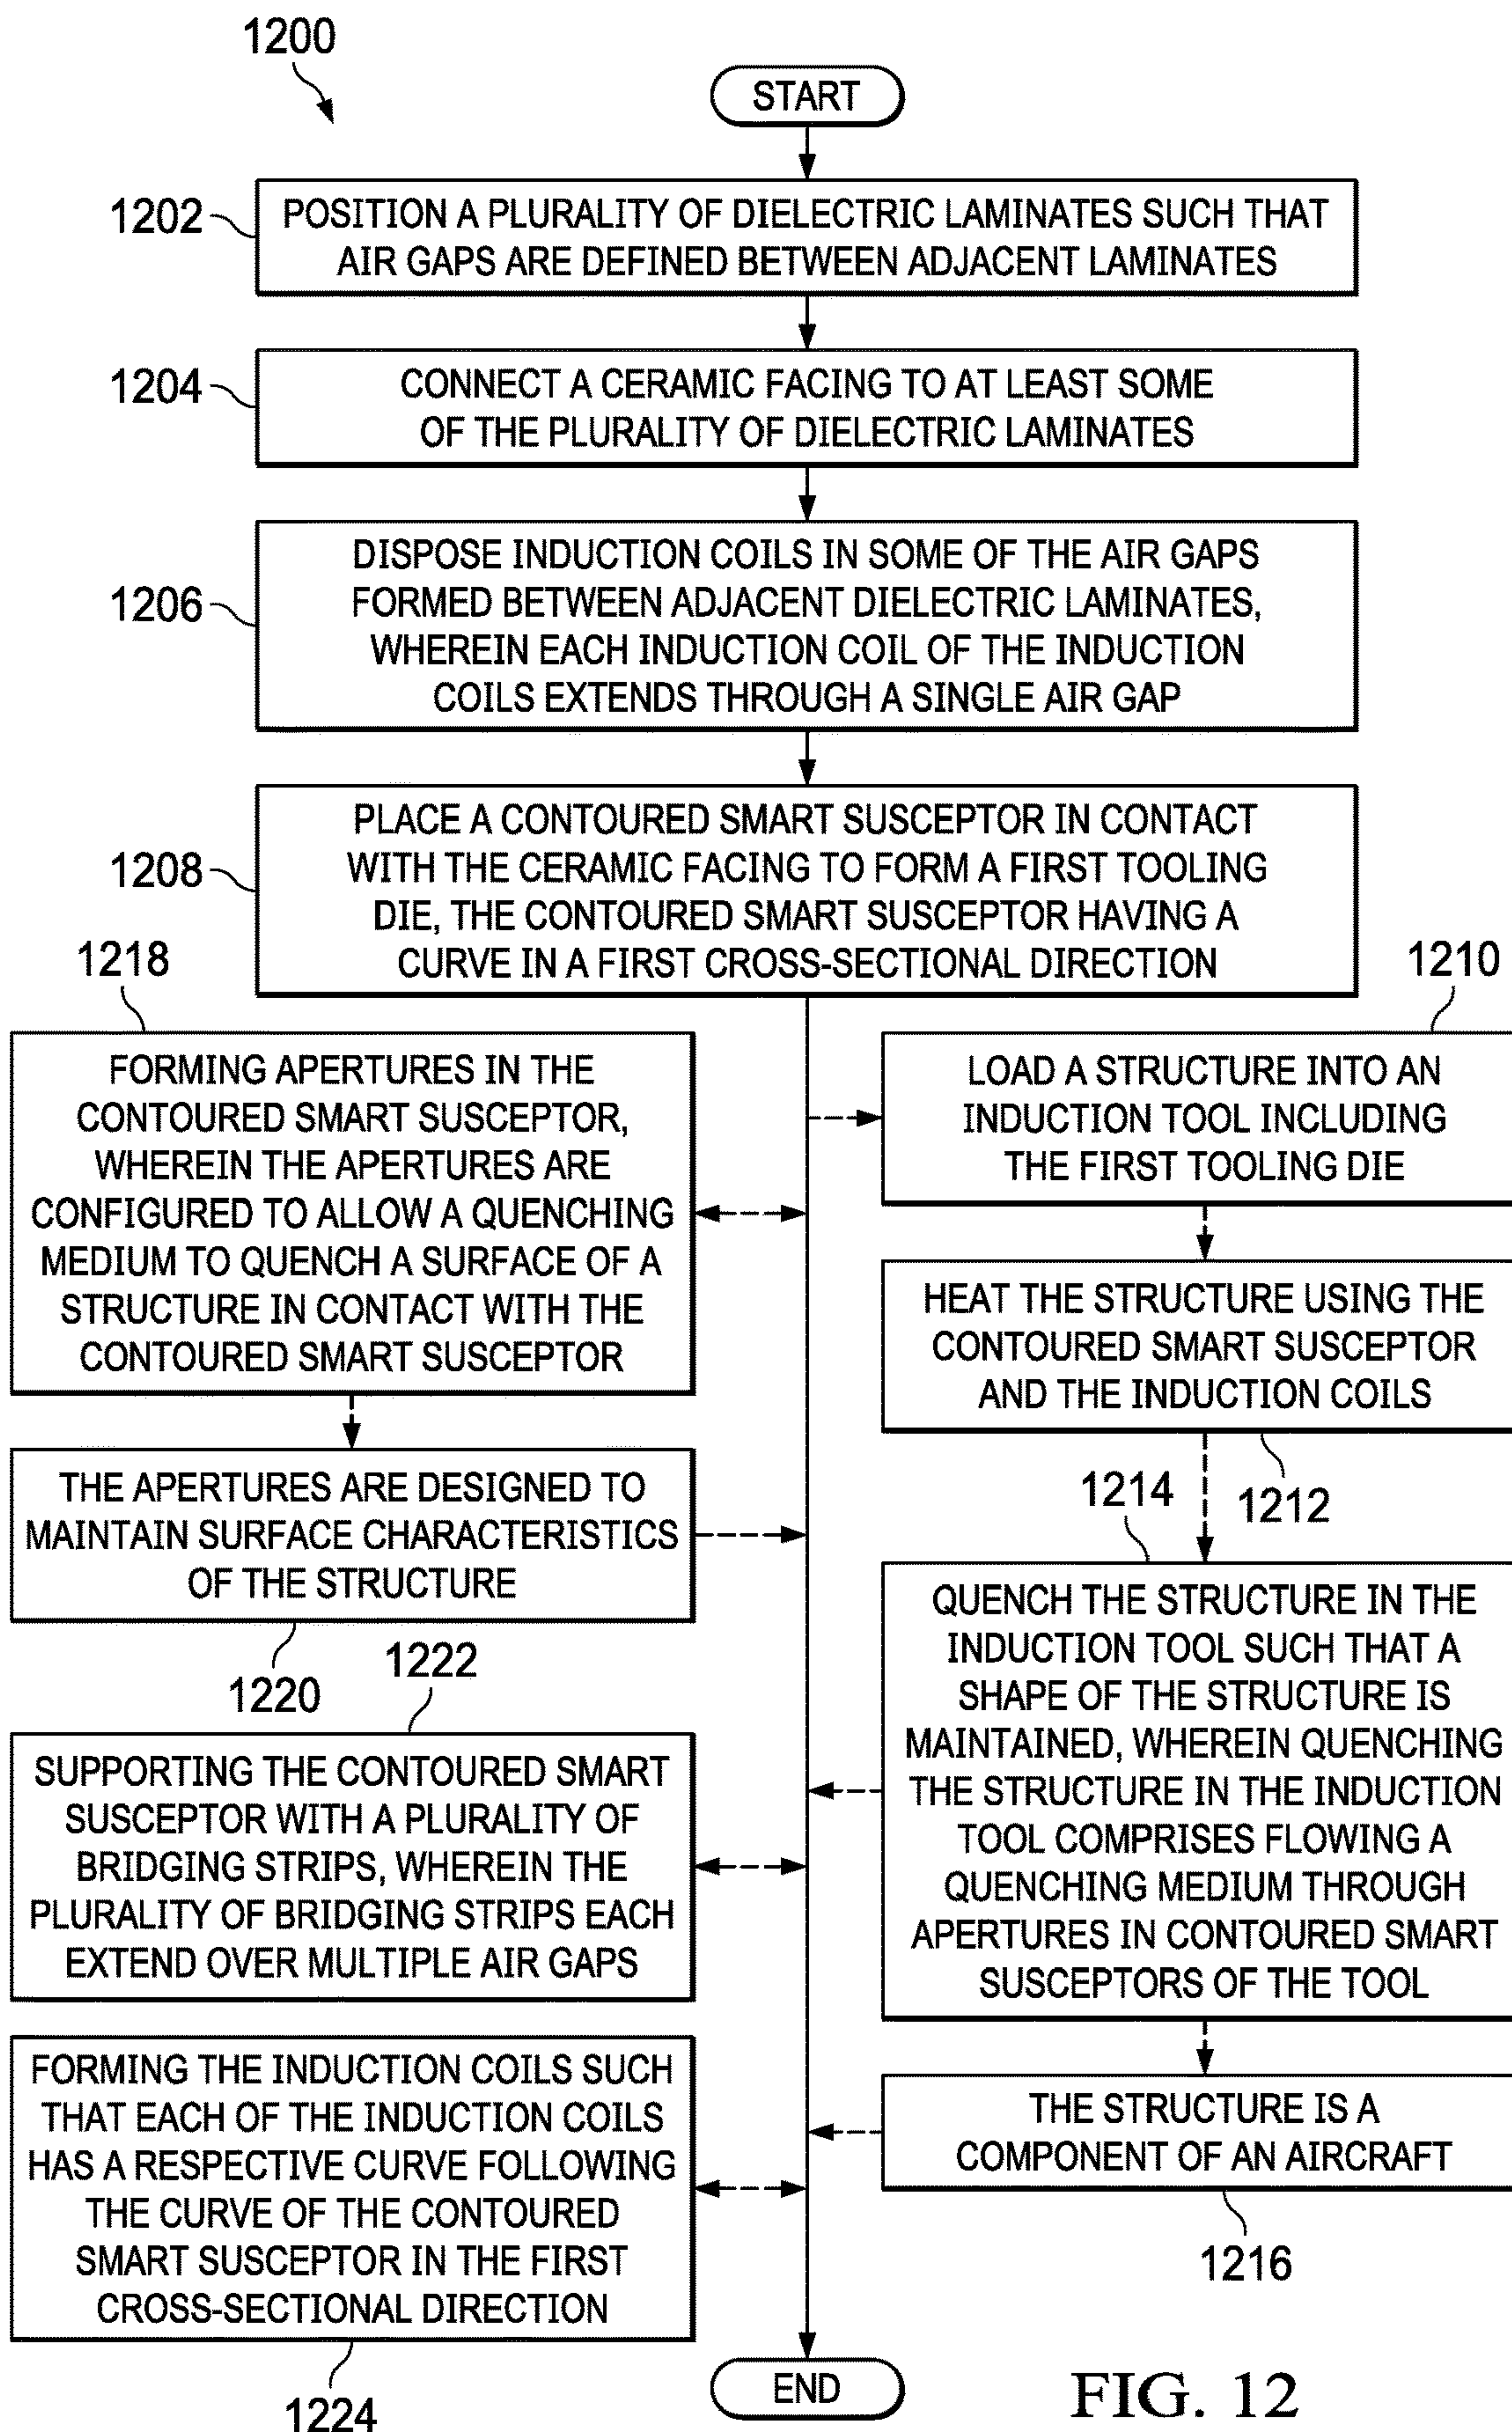 1200
START
1202
POSITION A PLURALITY OF DIELECTRIC LAMINATES SUCH THAT
AIR GAPS ARE DEFINED BETWEEN ADJACENT LAMINATES
1204
CONNECT A CERAMIC FACING TO AT LEAST SOME
OF THE PLURALITY OF DIELECTRIC LAMINATES
1206
DISPOSE INDUCTION COILS IN SOME OF THE AIR GAPS
FORMED BETWEEN ADJACENT DIELECTRIC LAMINATES,
WHEREIN EACH INDUCTION COIL OF THE INDUCTION
COILS EXTENDS THROUGH A SINGLE AIR GAP
1208
PLACE A CONTOURED SMART SUSCEPTOR IN CONTACT
WITH THE CERAMIC FACING TO FORM A FIRST TOOLING
DIE, THE CONTOURED SMART SUSCEPTOR HAVING A
CURVE IN A FIRST CROSS-SECTIONAL DIRECTION
1218
FORMING APERTURES IN THE
CONTOURED SMART SUSCEPTOR,
WHEREIN THE APERTURES ARE
CONFIGURED TO ALLOW A QUENCHING
MEDIUM TO QUENCH A SURFACE OF A
STRUCTURE IN CONTACT WITH THE
CONTOURED SMART SUSCEPTOR
THE APERTURES ARE DESIGNED TO
MAINTAIN SURFACE CHARACTERISTICS
OF THE STRUCTURE
1220
1222
SUPPORTING THE CONTOURED SMART
SUSCEPTOR WITH A PLURALITY OF
BRIDGING STRIPS, WHEREIN THE
PLURALITY OF BRIDGING STRIPS EACH
EXTEND OVER MULTIPLE AIR GAPS
FORMING THE INDUCTION COILS SUCH
THAT EACH OF THE INDUCTION COILS
HAS A RESPECTIVE CURVE FOLLOWING
THE CURVE OF THE CONTOURED
SMART SUSCEPTOR IN THE FIRST
CROSS-SECTIONAL DIRECTION
1224
1210
LOAD A STRUCTURE INTO AN
INDUCTION TOOL INCLUDING
THE FIRST TOOLING DIE
HEAT THE STRUCTURE USING THE
CONTOURED SMART SUSCEPTOR
AND THE INDUCTION COILS
1212
1214
QUENCH THE STRUCTURE IN THE
INDUCTION TOOL SUCH THAT A
SHAPE OF THE STRUCTURE IS
MAINTAINED, WHEREIN QUENCHING
THE STRUCTURE IN THE INDUCTION
TOOL COMPRISES FLOWING A
QUENCHING MEDIUM THROUGH
APERTURES IN CONTOURED SMART
SUSCEPTORS OF THE TOOL
THE STRUCTURE IS A
COMPONENT OF AN AIRCRAFT
1216
END
FIG. 12